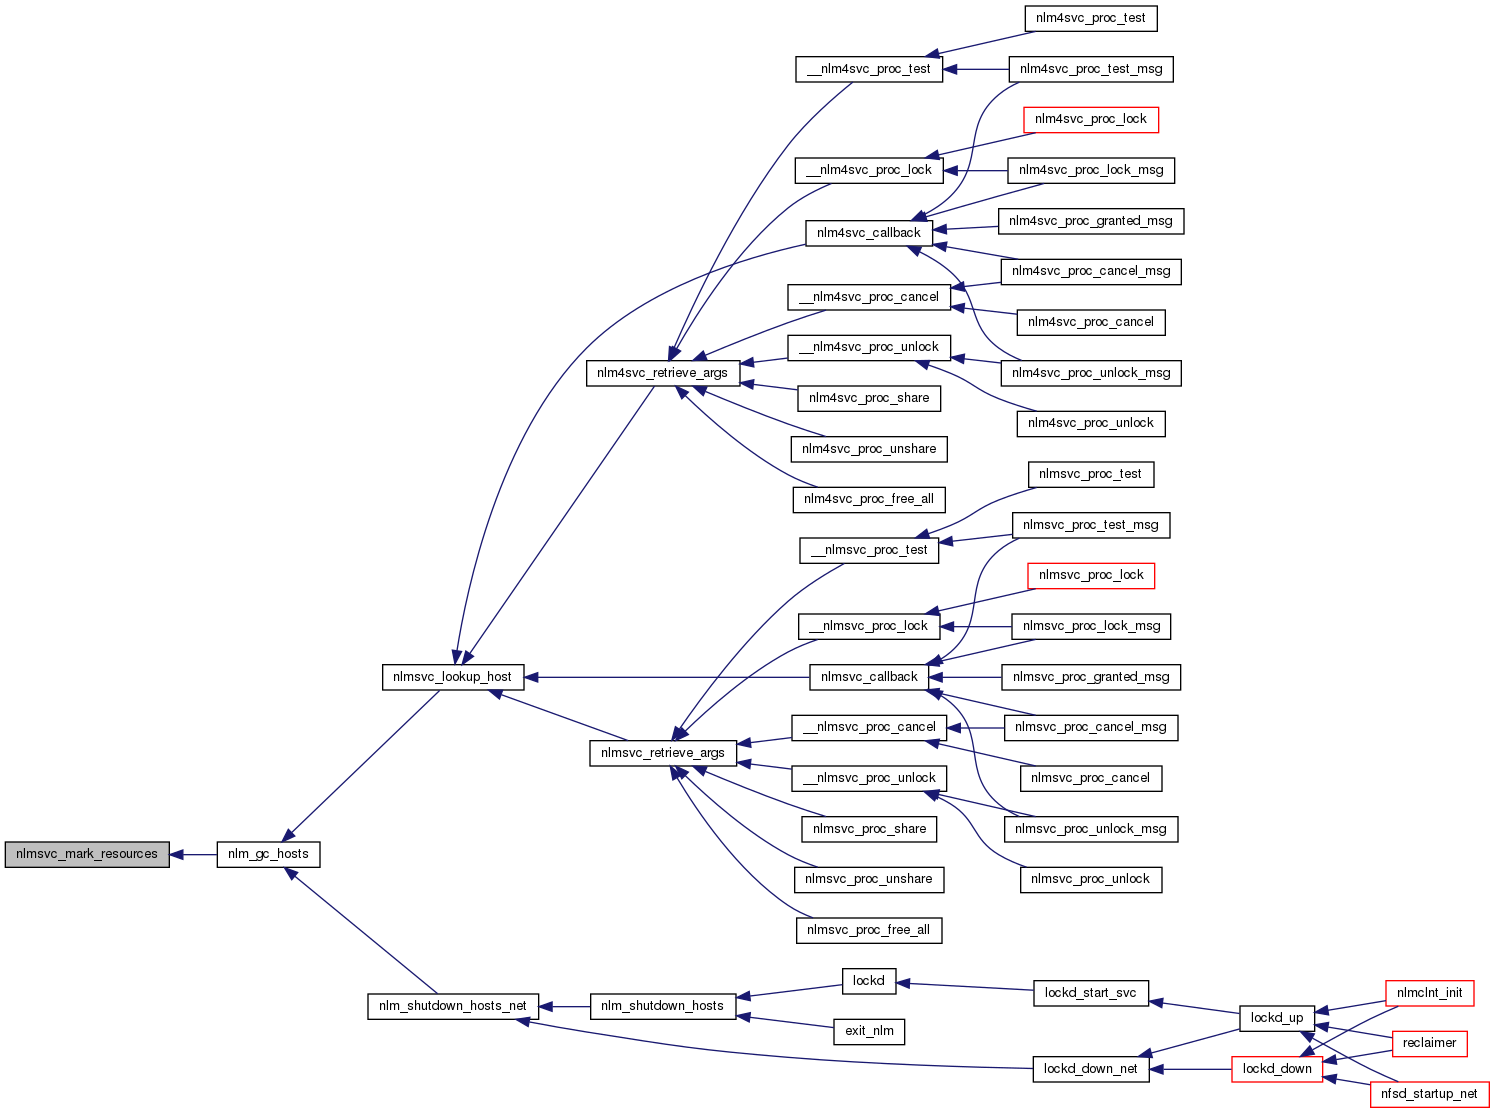 nlm4svc_proc_test
__nlm4svc_proc_test
nlm4svc_proc_test_msg
nlm4svc_proc_lock
__nlm4svc_proc_lock
nlm4svc_proc_lock_msg
nlm4svc_proc_granted_msg
nlm4svc_callback
nlm4svc_proc_cancel_msg
__nlm4svc_proc_cancel
nlm4svc_proc_cancel
__nlm4svc_proc_unlock
nlm4svc_retrieve_args
nlm4svc_proc_unlock_msg
nlm4svc_proc_share
nlm4svc_proc_unlock
nlm4svc_proc_unshare
nlmsvc_proc_test
nlm4svc_proc_free_all
nlmsvc_proc_test_msg
__nlmsvc_proc_test
nlmsvc_proc_lock
__nlmsvc_proc_lock
nlmsvc_proc_lock_msg
nlmsvc_lookup_host
nlmsvc_callback
nlmsvc_proc_granted_msg
__nlmsvc_proc_cancel
nlmsvc_proc_cancel_msg
nlmsvc_retrieve_args
__nlmsvc_proc_unlock
nlmsvc_proc_cancel
nlmsvc_proc_share
nlmsvc_proc_unlock_msg
nlmsvc_mark_resources
nlm_gc_hosts
nlmsvc_proc_unshare
nlmsvc_proc_unlock
nlmsvc_proc_free_all
lockd
lockd_start_svc
nlmclnt_init
nlm_shutdown_hosts_net
nlm_shutdown_hosts
lockd_up
exit_nlm
reclaimer
lockd_down_net
lockd_down
nfsd_startup_net